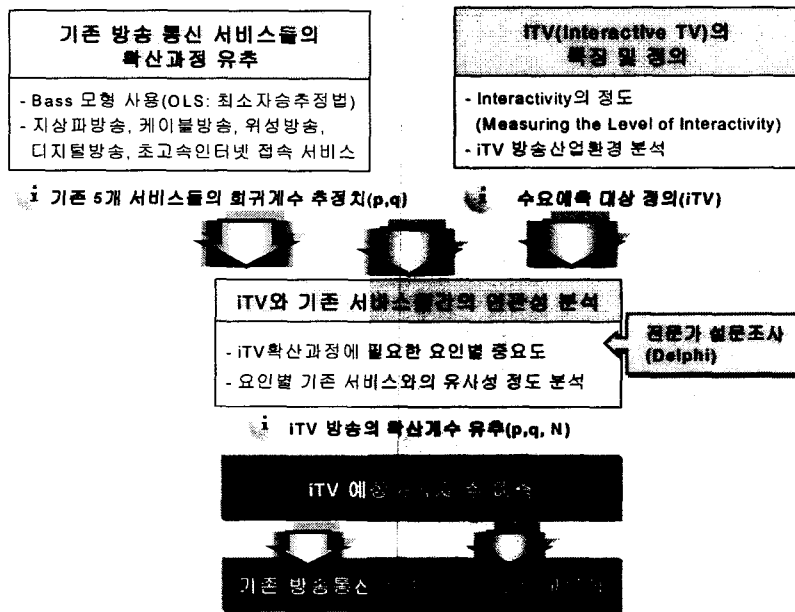 기존 방송 통신 서비스들의
확산과정 유추
- Bass 모형 사용(OLS: 최소자승추정법)
- 지상파방송, 케이블방송, 위성방송,
디지털방송, 초고속인터넷 접속 서비스
iTV(Interactive TV)의
특징 및 정의
- Interactivity의 정도
(Measuring the Level of Interactivity)
- iTV 방송산업환경 분석
기존 5개 서비스들의 회귀계수 추정치(p,q)
수요예측 대상 정의(iTV)
iTV와 기존 서비스들간의 연관성 분석
- iTV확산과정에 필요한 요인별 중요도
- 요인별 기존 서비스와의 유사성 정도 분석
전문가 설문조사
(Delphi)
iTV 방송의 확산계수 유추(p,q, N)
iTV
기존 방송통신